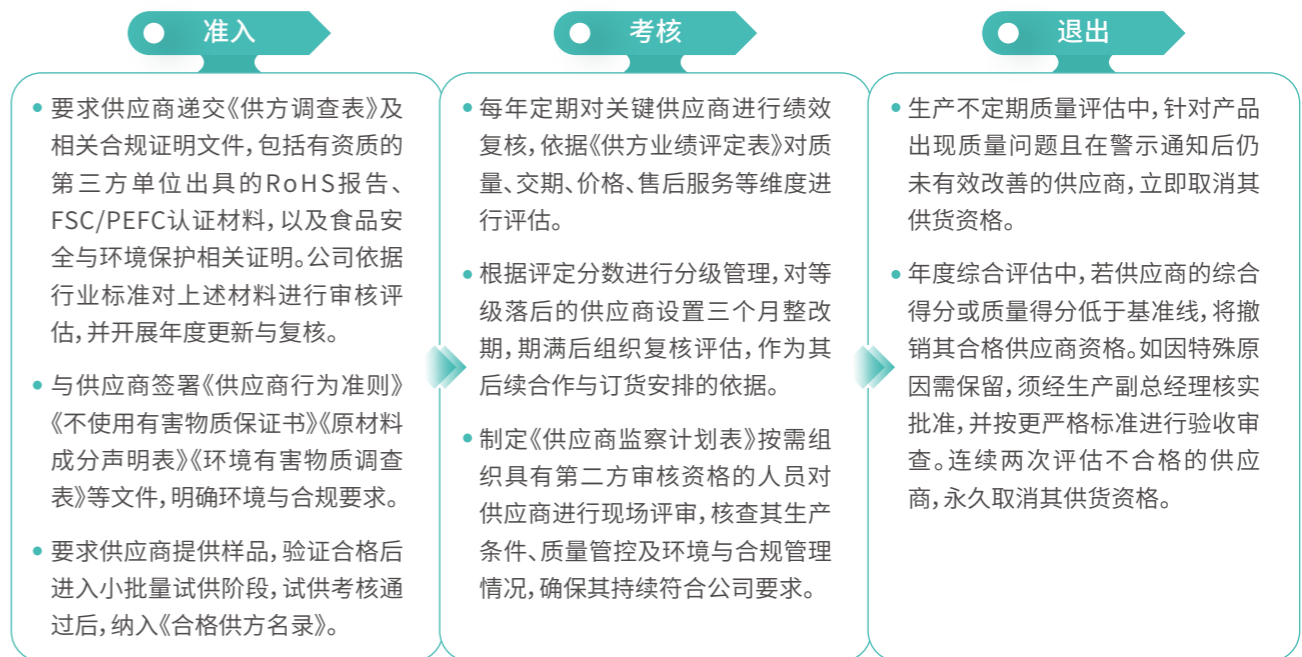 准入
要求供应商递交《供方调查表》及
相关合规证明文件，包括有资质的
第三方单位出具的RoHS报告、
FSC/PEFC认证材料，以及食品安
全与环境保护相关证明。公司依据
行业标准对上述材料进行审核评
估，并开展年度更新与复核。
与供应商签署《供应商行为准则》
《不使用有害物质保证书》《原材料
成分声明表》《环境有害物质调查
表》等文件，明确环境与合规要求。
要求供应商提供样品，验证合格后
进入小批量试供阶段，试供考核通
过后，纳入《合格供方名录》。
考核
每年定期对关键供应商进行绩效
复核，依据《供方业绩评定表》对质
量、交期、价格、售后服务等维度进
行评估。
根据评定分数进行分级管理，对等
级落后的供应商设置三个月整改
期，期满后组织复核评估，作为其
后续合作与订货安排的依据。
制定《供应商监察计划表》按需组
织具有第二方审核资格的人员对
供应商进行现场评审，核查其生产
条件、质量管控及环境与合规管理
情况，确保其持续符合公司要求。
退出
生产不定期质量评估中，针对产品
出现质量问题且在警示通知后仍
未有效改善的供应商，立即取消其
供货资格。
年度综合评估中，若供应商的综合
得分或质量得分低于基准线，将撤
销其合格供应商资格。如因特殊原
因需保留，须经生产副总经理核实
批准，并按更严格标准进行验收审
查。连续两次评估不合格的供应
商，永久取消其供货资格。